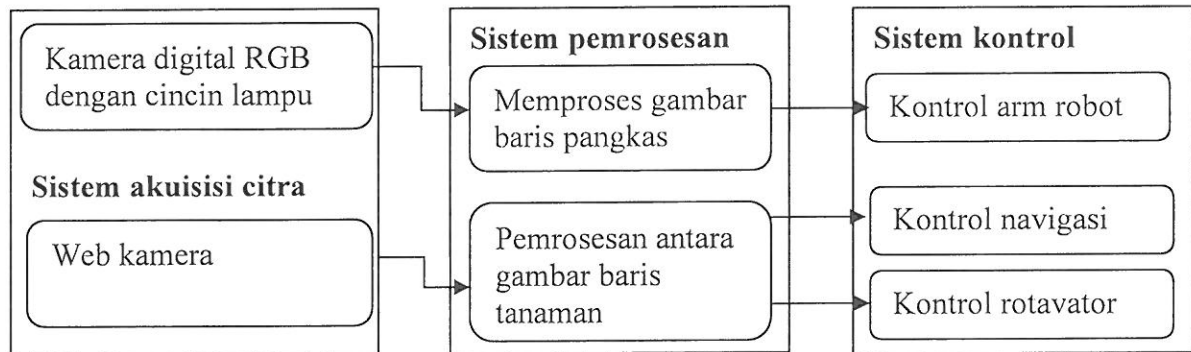 Kamera digital RGB
dengan cincin lampu
Sistem akuisisi citra
Web kamera
Sistem pemrosesan
Memproses gambar
baris pangkas
Pemrosesan antara
gambar baris
tanaman
Sistem kontrol
Kontrol arm robot
Kontrol navigasi
Kontrol rotavator